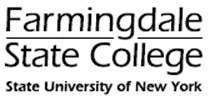 Farmingdale
State College
State University of New York